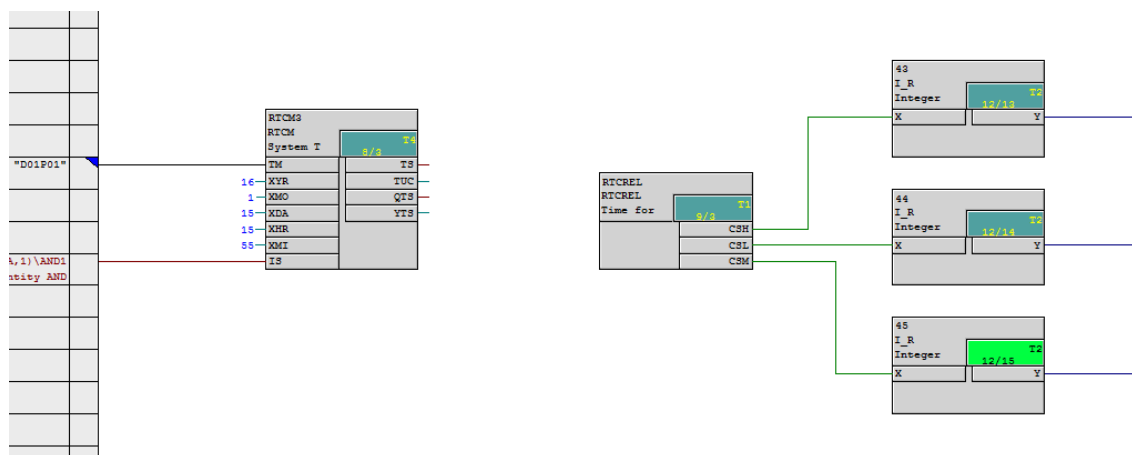 "D01P01"
A,1)\AND1
ntity AND
RTCM3
RTCM
System T
T4
8/3
TM TS
16 XYR TUC
1 XMO QTS
15 XDA YTS
15 XHR
55 XMI
IS
RTCREL
RTCREL
Time for
T1
9/3
CSH
CSL
CSM
43
I_R
Integer
T2
12/13
X Y
44
I_R
Integer
T2
12/14
X Y
45
I_R
Integer
T2
12/15
X Y